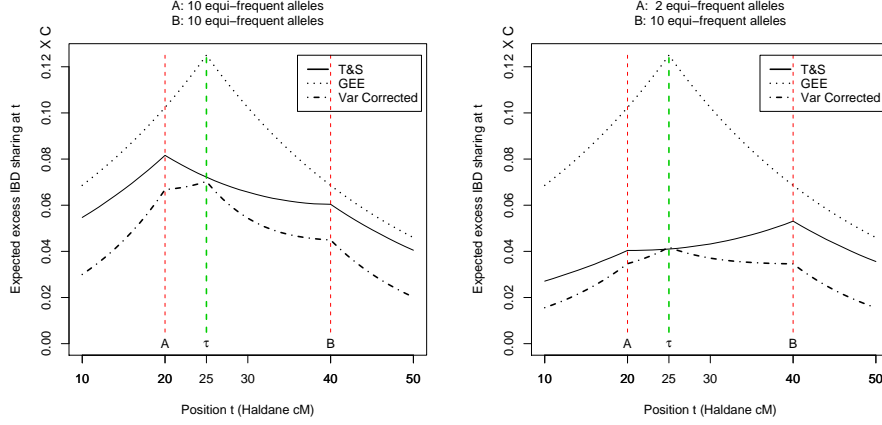 A: 10 equi−frequent alleles
B: 10 equi−frequent alleles
Expected excess IBD sharing at t
0.00 0.02 0.04 0.06 0.08 0.10 0.12 X C
T&S
GEE
Var Corrected
A τ B
10 20 25 30 40 50
Position t (Haldane cM)
A: 2 equi−frequent alleles
B: 10 equi−frequent alleles
Expected excess IBD sharing at t
0.00 0.02 0.04 0.06 0.08 0.10 0.12 X C
T&S
GEE
Var Corrected
A τ B
10 20 25 30 40 50
Position t (Haldane cM)